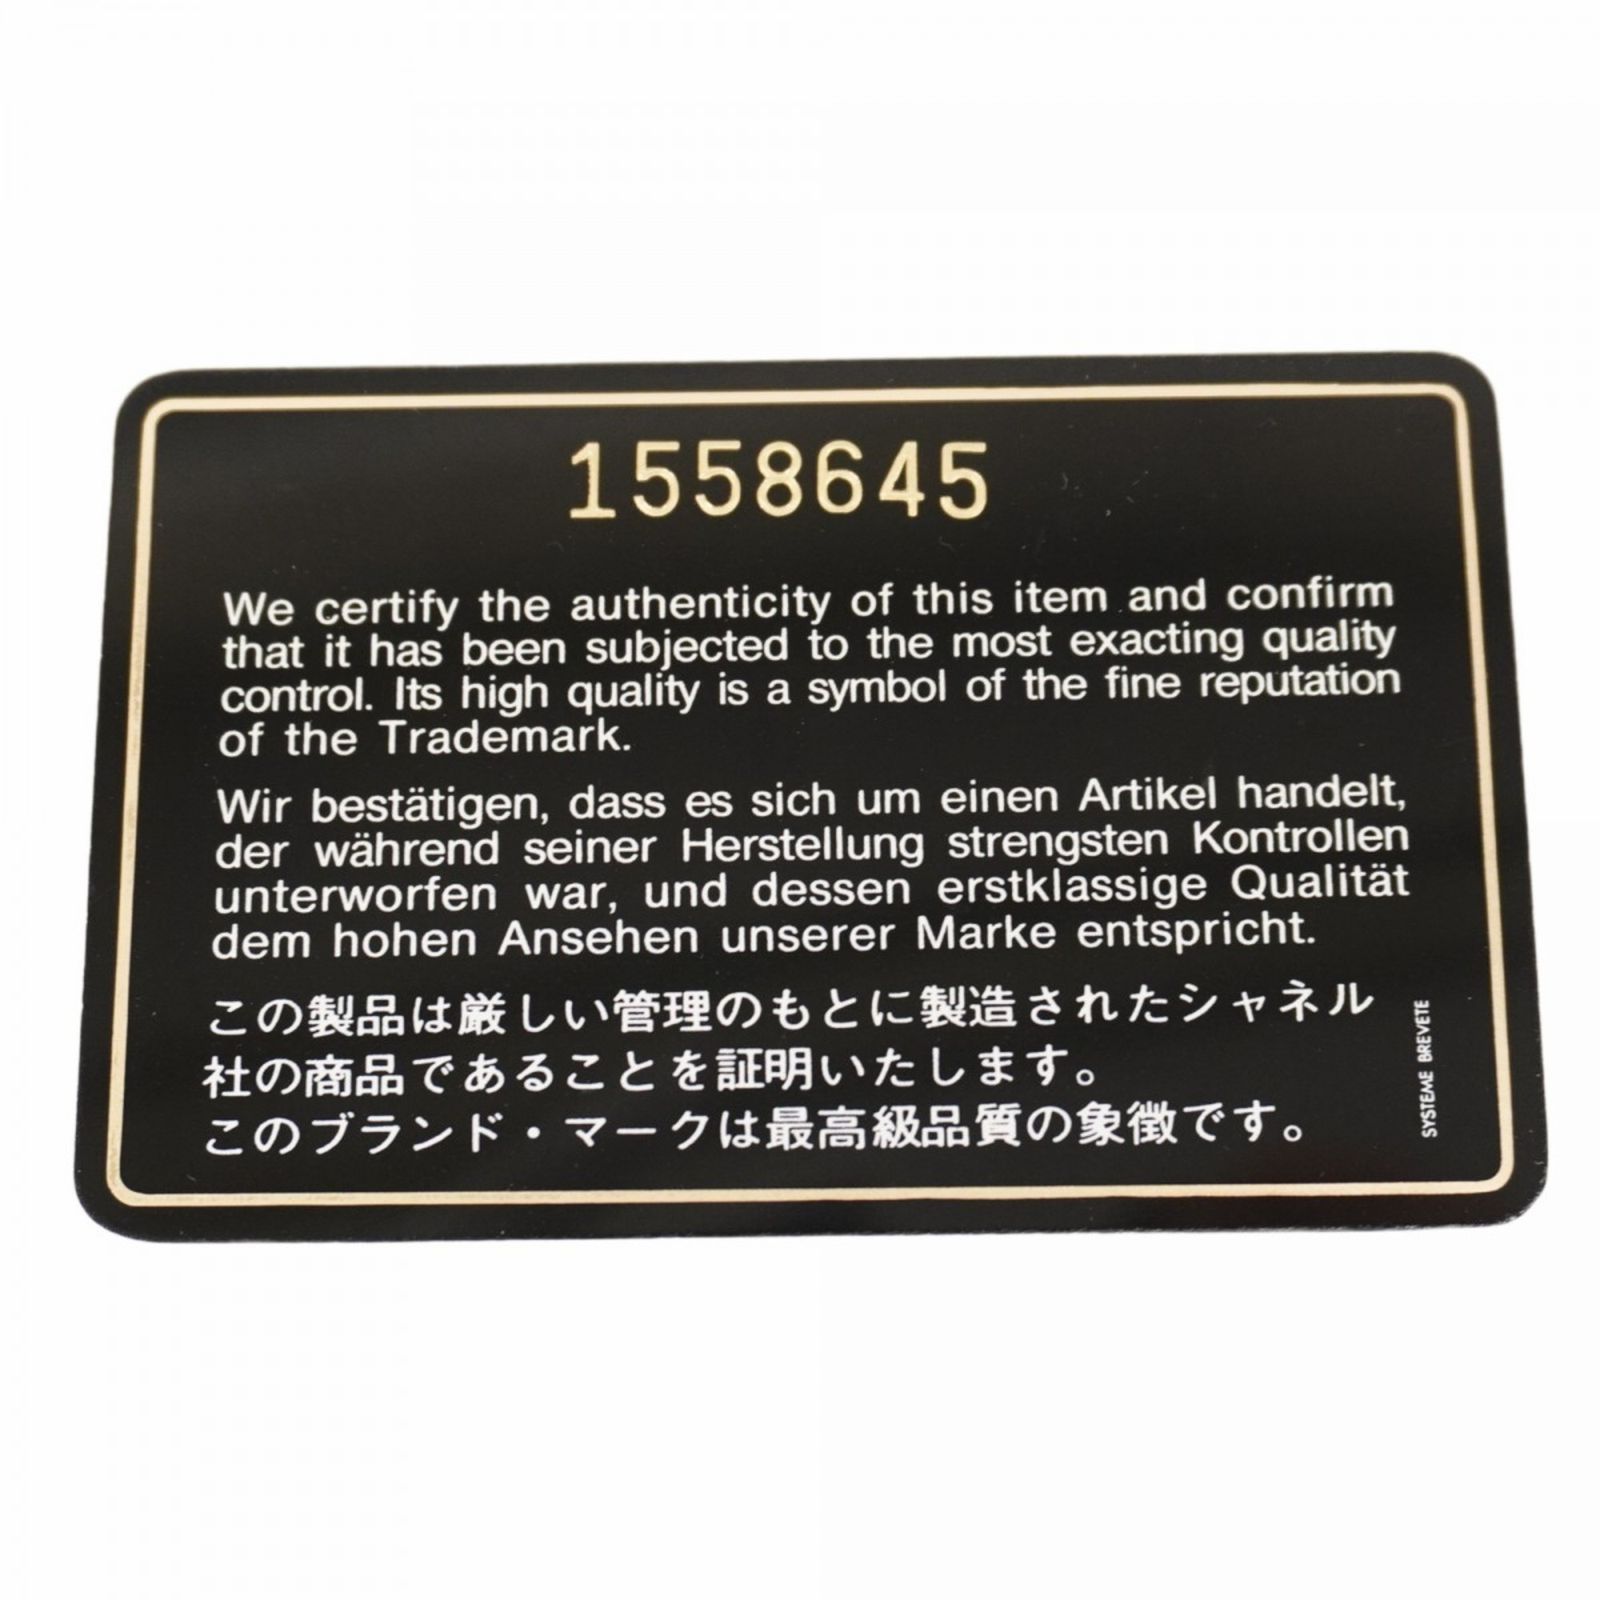 1558645
We certify the authenticity of this item and confirm
that it has been subjected to the most exacting quality
control. Its high quality is a symbol of the fine reputation
of the Trademark.
Wir bestätigen, dass es sich um einen Artikel handelt,
der während seiner Herstellung strengsten Kontrollen
unterworfen war, und dessen erstklassige Qualität
dem hohen Ansehen unserer Marke entspricht.
この製品は厳しい管理のもとに製造されたシャネル
社の商品であることを証明いたします。
このブランド・マークは最高級品質の象徴です。
SYSTEME BREVETE